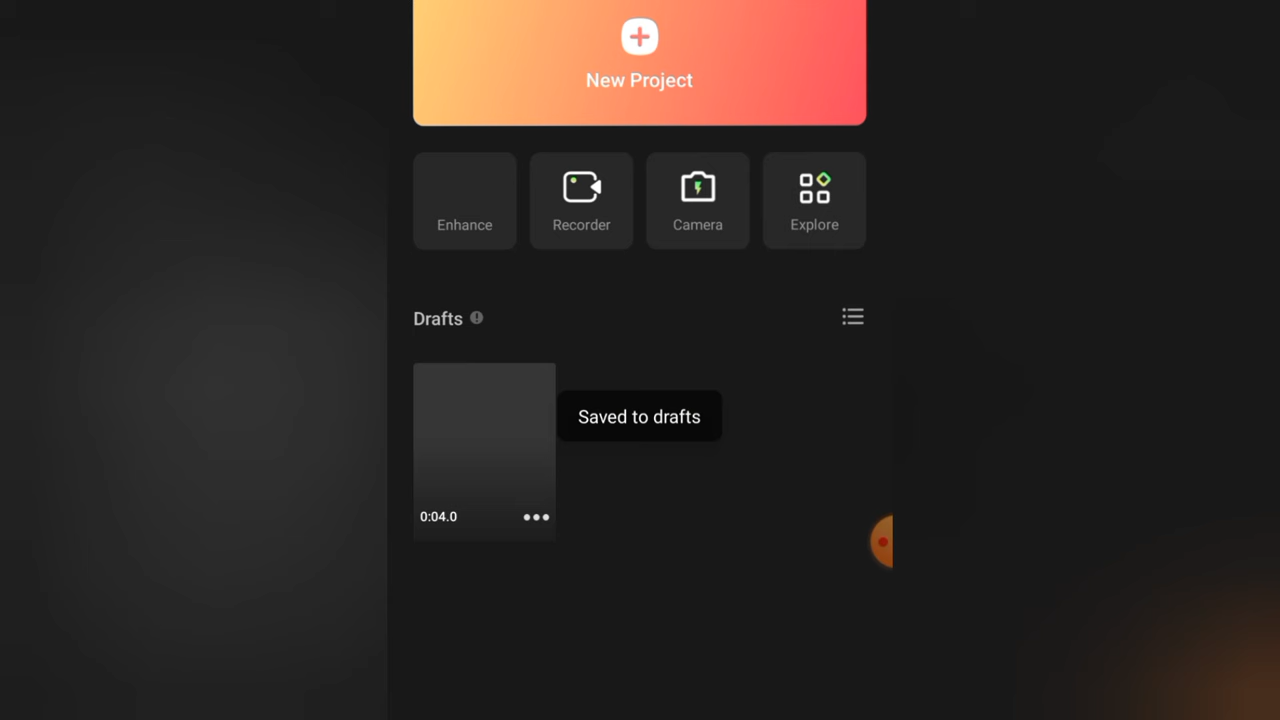 New Project
Enhance
Recorder
Camera
Explore
Drafts
Saved to drafts
0:04.0